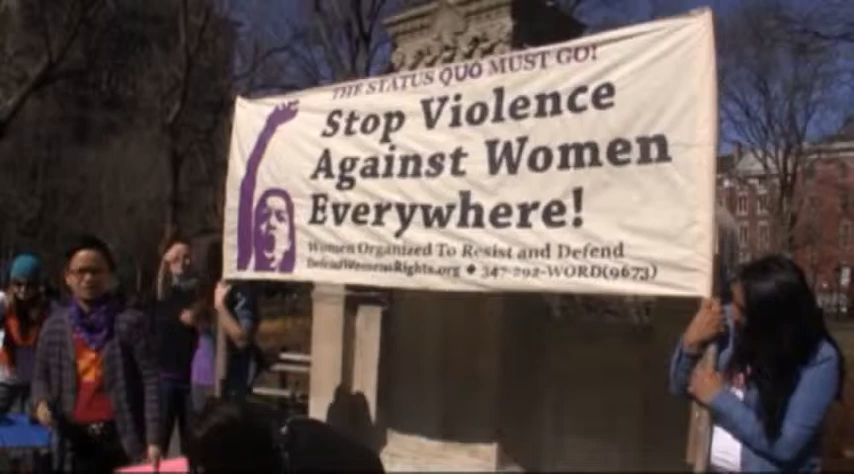 THE STATUS QUO MUST GO!
Stop Violence
Against Women
Everywhere!
Women Organized To Resist and Defend
DefendWomensRights.org ◆ 347-292-WORD(9673)